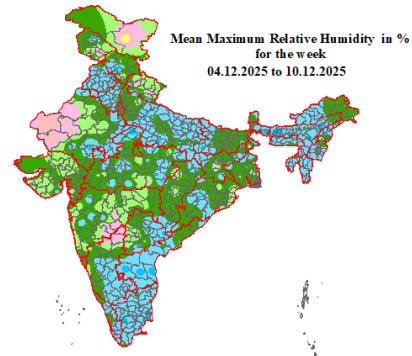 Mean Maximum Relative Humidity in %
for the week
04.12.2025 to 10.12.2025